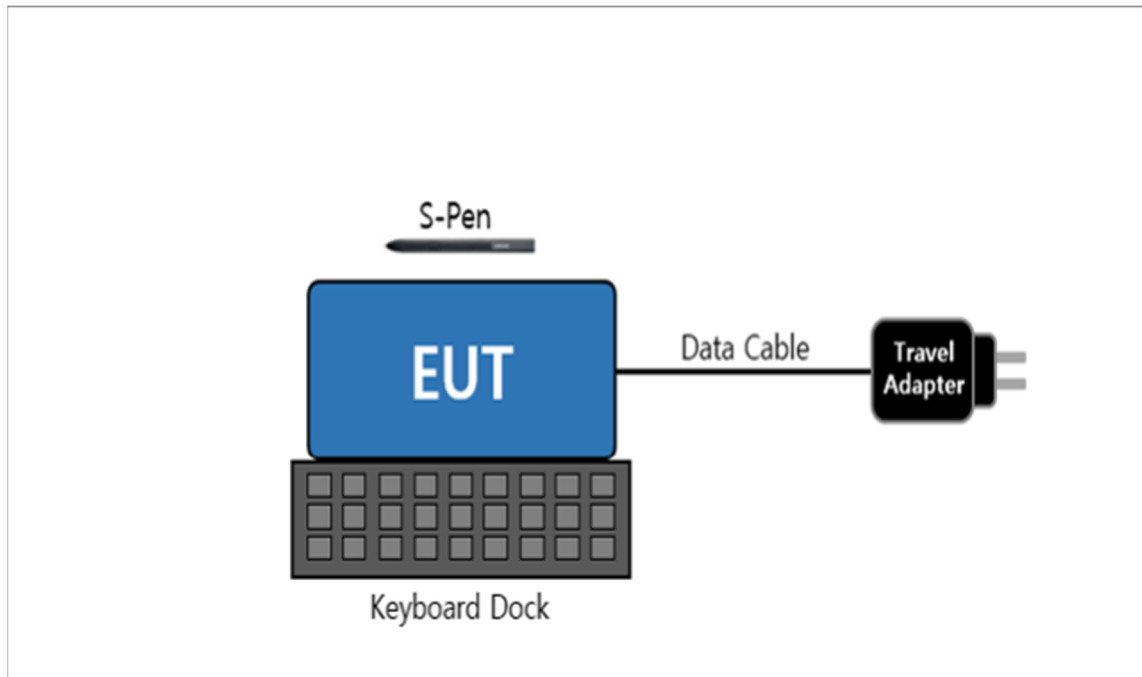 S-Pen
EUT
Data Cable
Travel
Adapter
Keyboard Dock